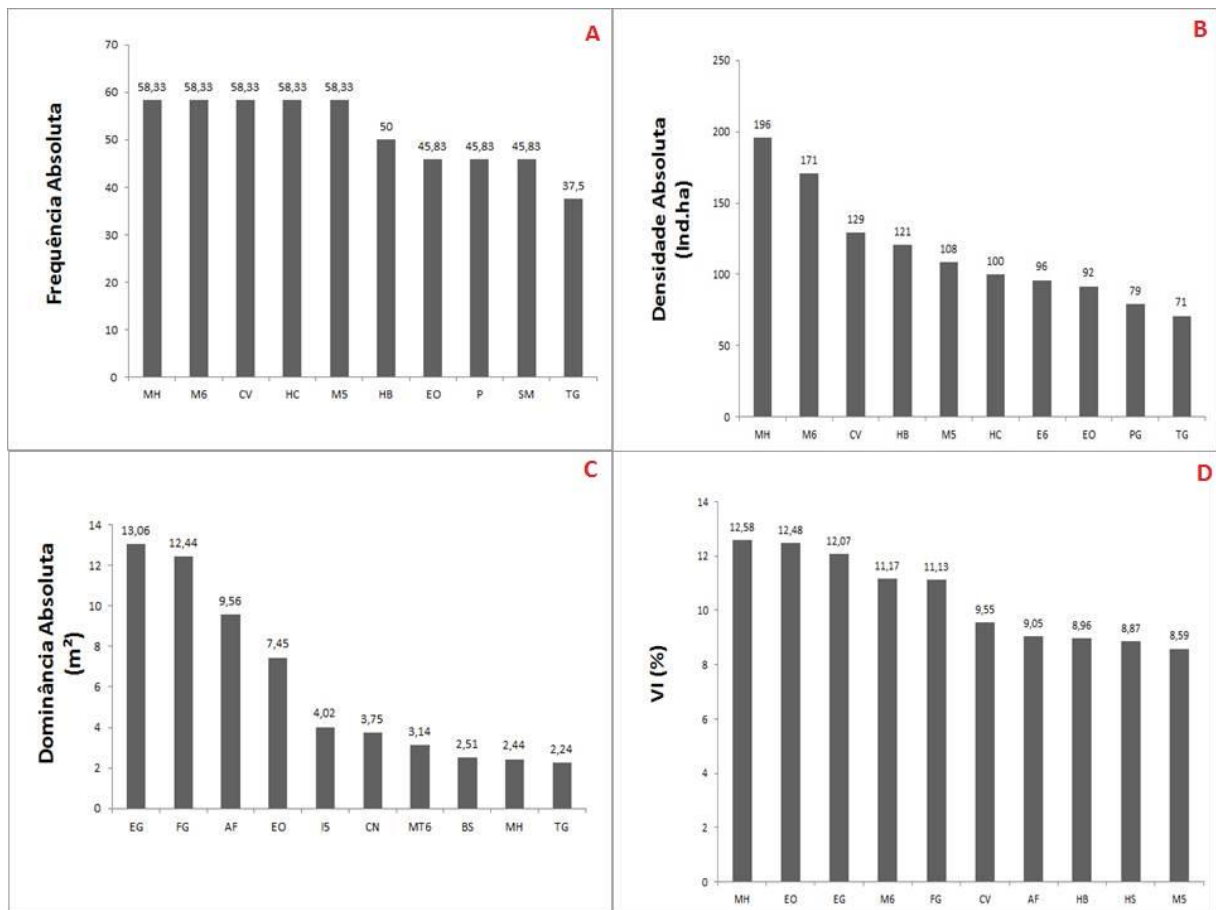 A
Frequência Absoluta
70
60
50
40
30
20
10
0
58,33 58,33 58,33 58,33 58,33 50 45,83 45,83 45,83 37,5
MH M6 CV HC M5 HB EO P SM TG
B
Densidade Absoluta
(Ind.ha)
250
200
150
100
50
0
196 171 129 121 108 100 96 92 79 71
MH M6 CV HB M5 HC E6 EO PG TG
C
Dominância Absoluta
(m²)
14
12
10
8
6
4
2
0
13,06 12,44 9,56 7,45 4,02 3,75 3,14 2,51 2,44 2,24
EG FG AF EO IS CN MT6 BS MH TG
D
VI (%)
14
12
10
8
6
4
2
0
12,58 12,48 12,07 11,17 11,13 9,55 9,05 8,96 8,87 8,59
MH EO EG M6 FG CV AF HB HS M5